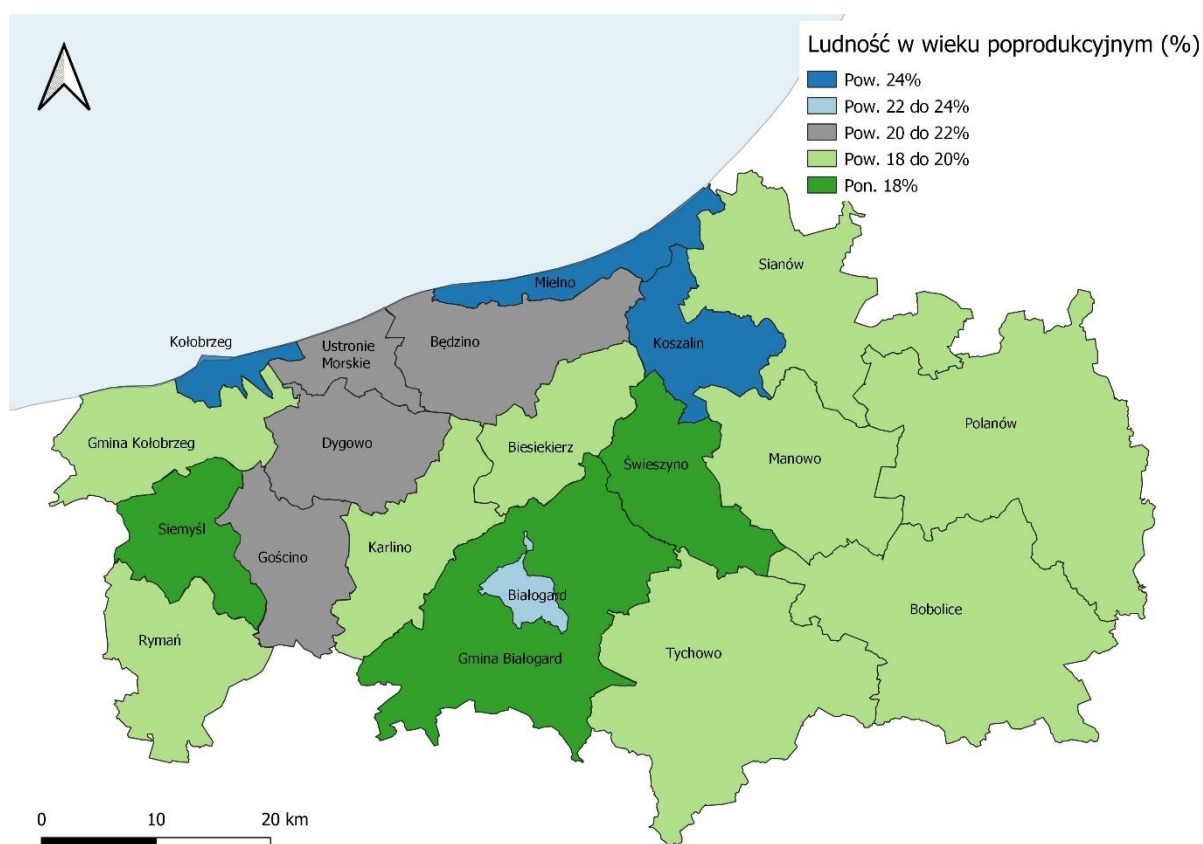 Ludność w wieku poprodukcyjnym (%)
Pow. 24%
Pow. 22 do 24%
Pow. 20 do 22%
Pow. 18 do 20%
Pon. 18%
Sianów
Mielno
Kołobrzeg
Ustronie
Morskie
Będzino
Koszalin
Polanów
Gmina Kołobrzeg
Dygowo
Biesiekierz
Świeszyno
Manowo
Siemyśl
Gościno
Karlino
Białogard
Bobolice
Rymań
Gmina Białogard
Tychowo
0 10 20 km